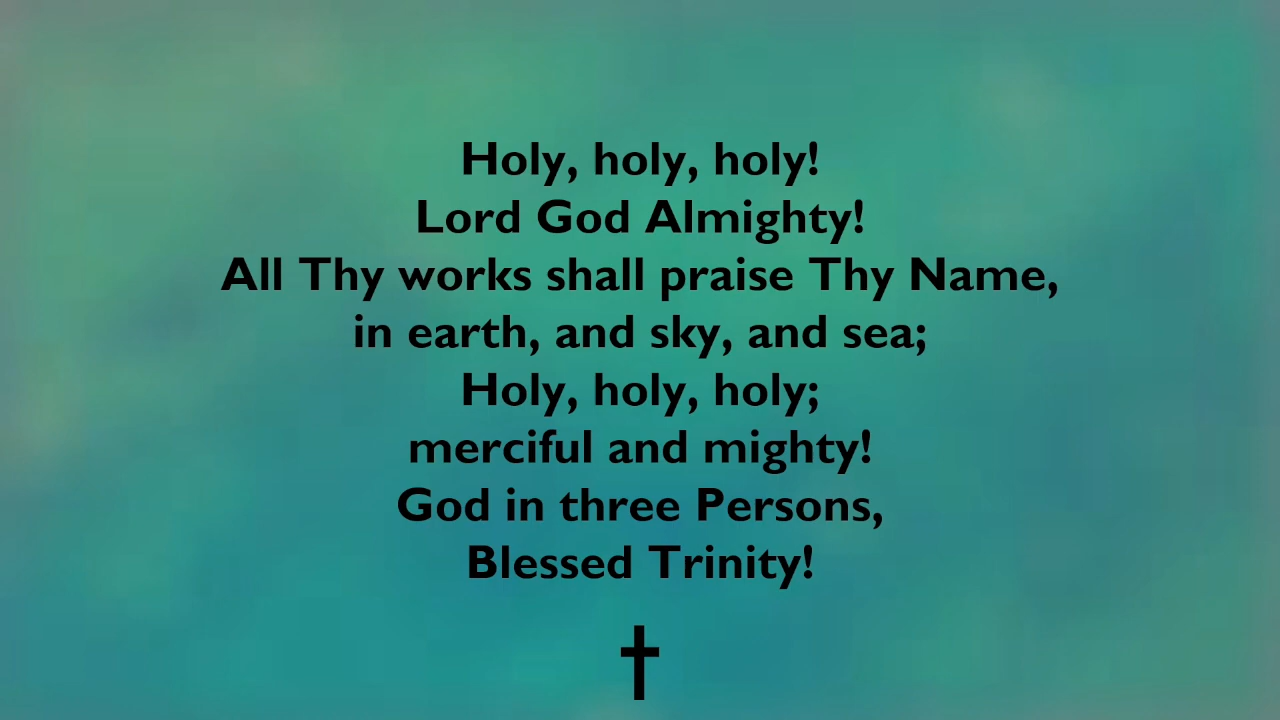 Holy, holy, holy!
Lord God Almighty!
All Thy works shall praise Thy Name,
in earth, and sky, and sea;
Holy, holy, holy;
merciful and mighty!
God in three Persons,
Blessed Trinity!